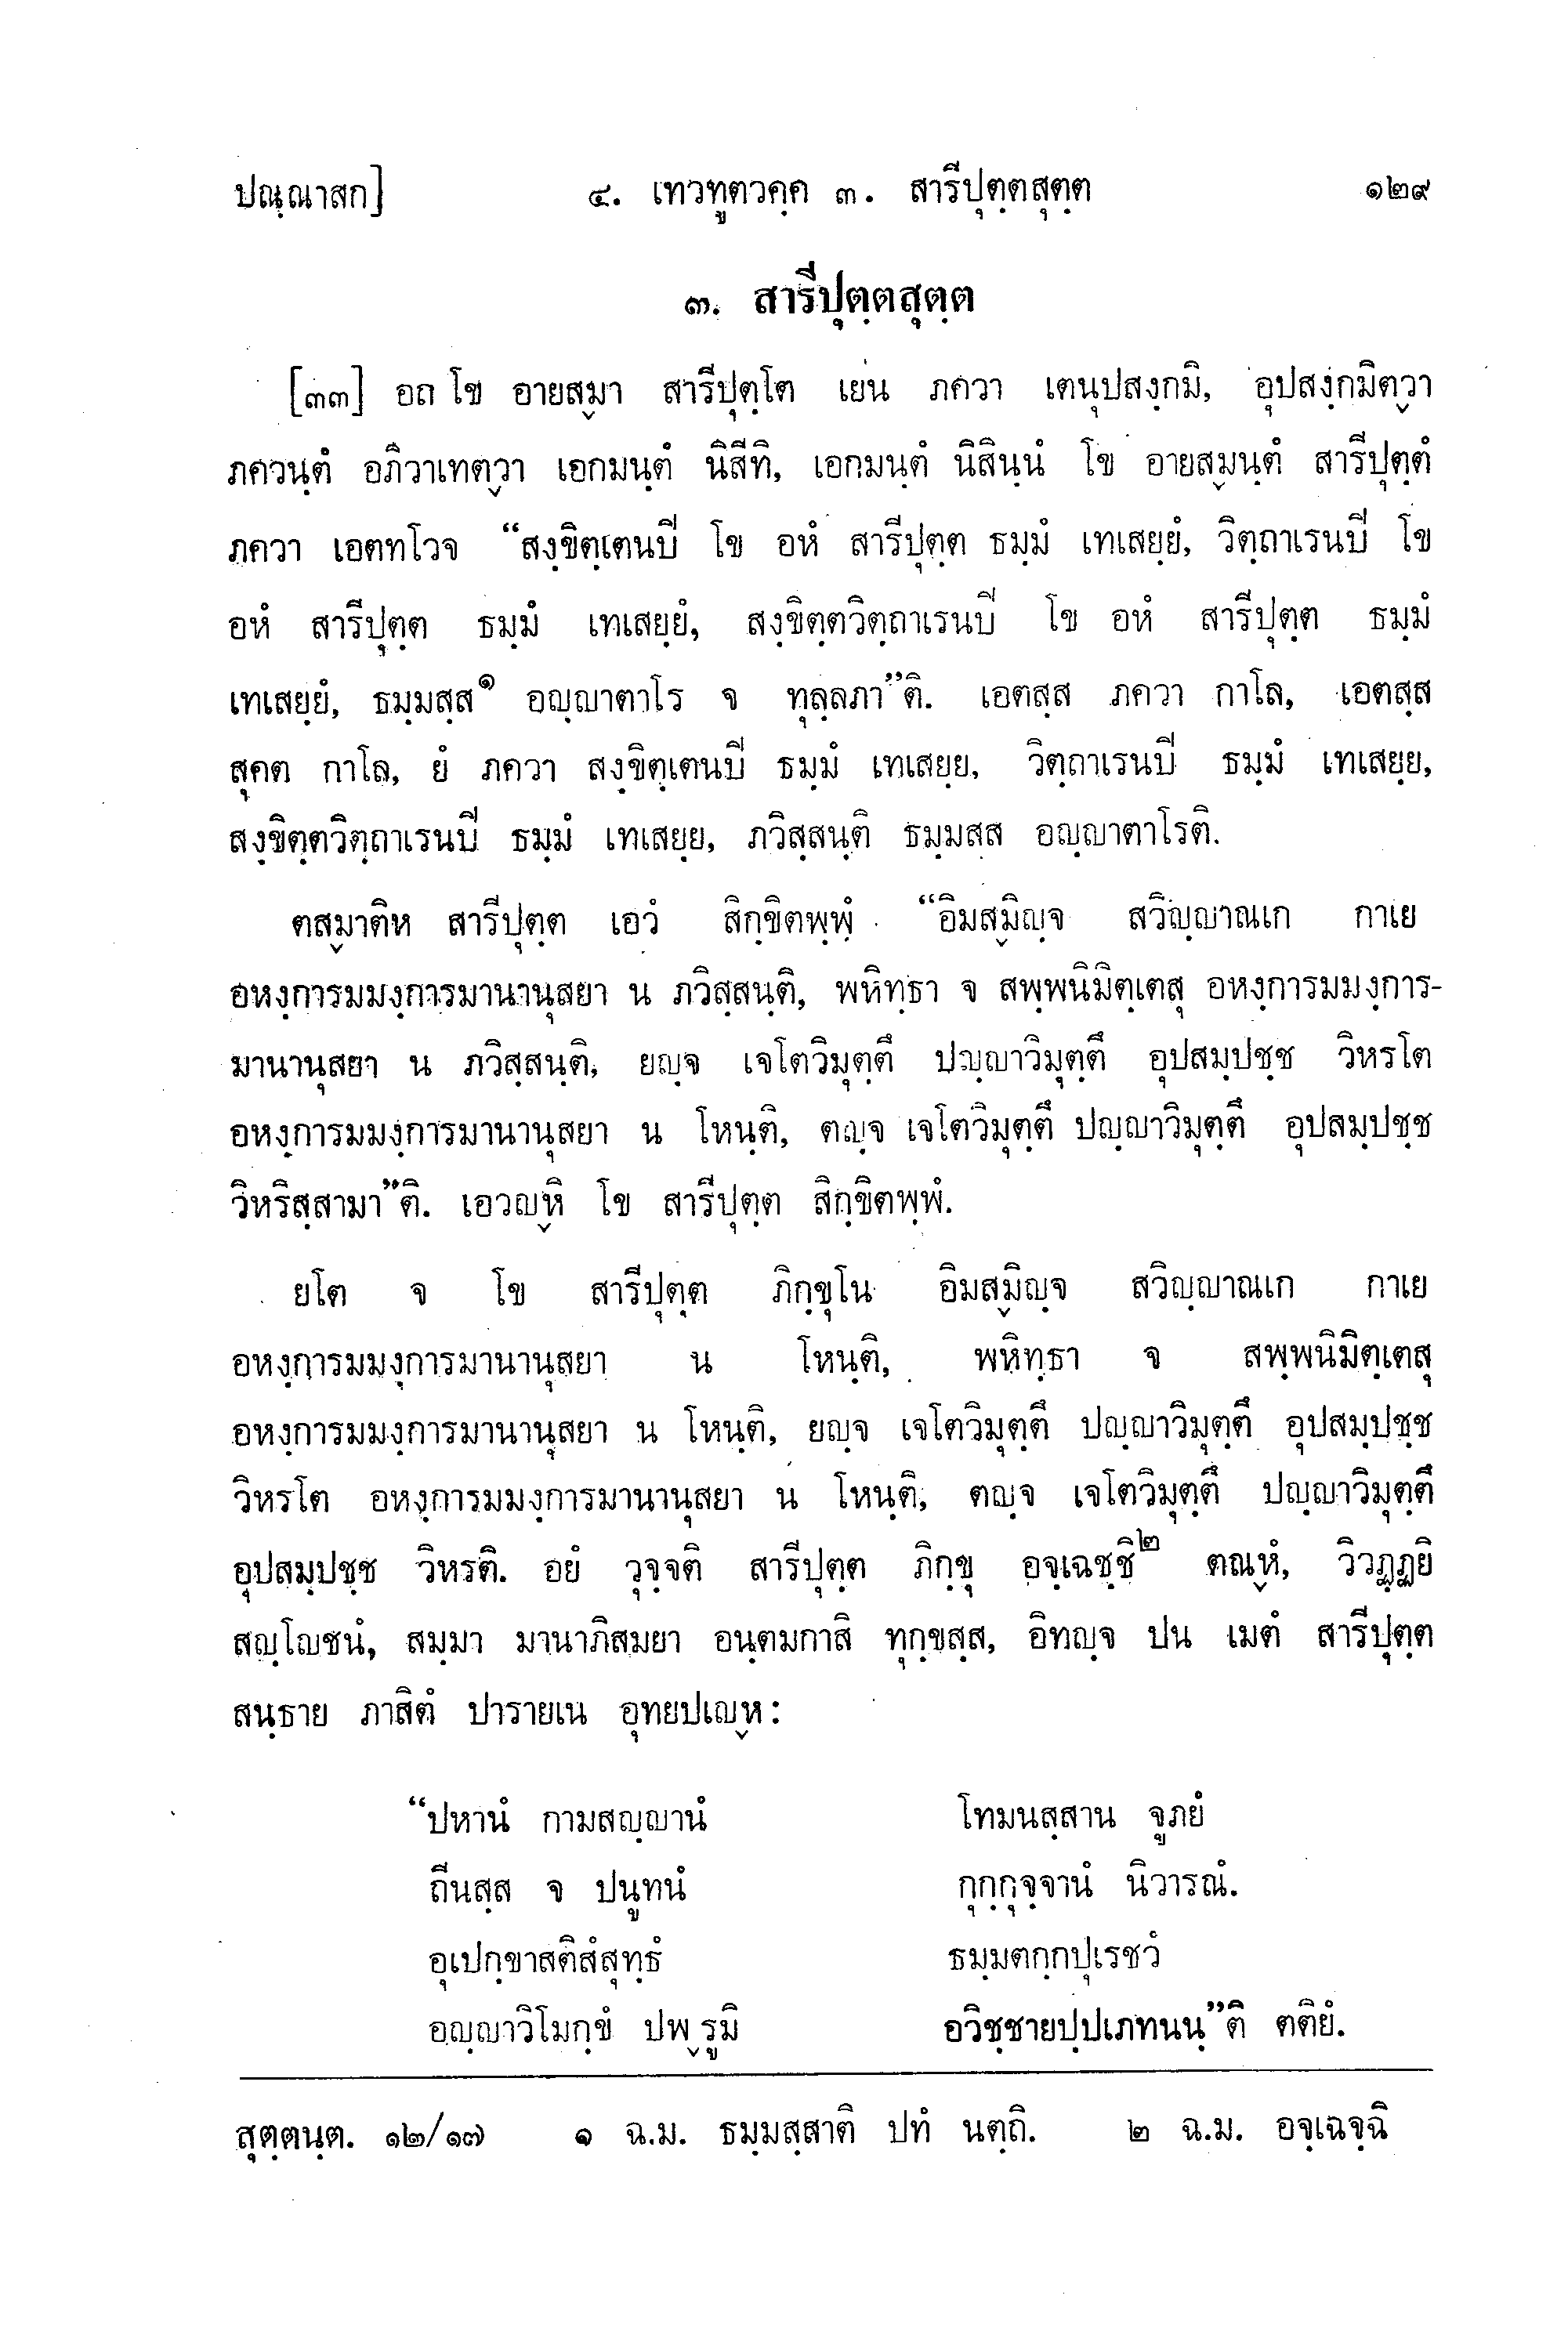 ปณฺณาสก] ๔. เทวทูตวคฺค ๓. สารีปุตฺตสุตฺต ๑๒๙
๓. สารีปุตฺตสุตฺต
[๓๓] อถ โข อายสฺมา สารีปุตฺโต เยน ภควา เตนุปสงฺกมิ, อุปสงฺกมิตฺวา
ภควนฺตํ อภิวาเทตฺวา เอกมนฺตํ นิสีทิ, เอกมนฺตํ นิสินฺนํ โข อายสฺมนฺตํ สารีปุตฺตํ
ภควา เอตทโวจ “สงฺขิตฺเตนปี โข อหํ สารีปุตฺต ธมฺมํ เทเสยฺยํ, วิตฺถาเรนปี โข
อหํ สารีปุตฺต ธมฺมํ เทเสยฺยํ, สงฺขิตฺตวิตฺถาเรนปี โข อหํ สารีปุตฺต ธมฺมํ
เทเสยฺยํ, ธมฺมสฺส๑ อญฺญาตาโร จ ทุลฺลภา”ติ. เอตสฺส ภควา กาโล, เอตสฺส
สุคต กาโล, ยํ ภควา สงฺขิตฺเตนปี ธมฺมํ เทเสยฺย, วิตฺถาเรนปี ธมฺมํ เทเสยฺย,
สงฺขิตฺตวิตฺถาเรนปี ธมฺมํ เทเสยฺย, ภวิสฺสนฺติ ธมฺมสฺส อญฺญาตาโรติ.
ตสฺมาติห สารีปุตฺต เอวํ สิกฺขิตพฺพํ “อิมสฺมิญฺจ สวิญฺญาณเก กาเย
อหงฺการมมงฺการมานานุสยา น ภวิสฺสนฺติ, พหิทฺธา จ สพฺพนิมิตฺเตสุ อหงฺการมมงฺการ-
มานานุสยา น ภวิสฺสนฺติ, ยญฺจ เจโตวิมุตฺตึ ปญฺญาวิมุตฺตึ อุปสมฺปชฺช วิหรโต
อหงฺการมมงฺการมานานุสยา น โหนฺติ, ตญฺจ เจโตวิมุตฺตึ ปญฺญาวิมุตฺตึ อุปสมฺปชฺช
วิหริสฺสามา”ติ. เอวญฺหิ โข สารีปุตฺต สิกฺขิตพฺพํ.
ยโต จ โข สารีปุตฺต ภิกฺขุโน อิมสฺมิญฺจ สวิญฺญาณเก กาเย
อหงฺการมมงฺการมานานุสยา น โหนฺติ, พหิทฺธา จ สพฺพนิมิตฺเตสุ
อหงฺการมมงฺการมานานุสยา น โหนฺติ, ยญฺจ เจโตวิมุตฺตึ ปญฺญาวิมุตฺตึ อุปสมฺปชฺช
วิหรโต อหงฺการมมงฺการมานานุสยา น โหนฺติ, ตญฺจ เจโตวิมุตฺตึ ปญฺญาวิมุตฺตึ
อุปสมฺปชฺช วิหรติ. อยํ วุจฺจติ สารีปุตฺต ภิกฺขุ อจฺเฉชฺชิ๒ ตณฺหํ, วิวฏฺฏยิ
สญฺโญชนํ, สมฺมา มานาภิสมยา อนฺตมกาสิ ทุกฺขสฺส, อิทญฺจ ปน เมตํ สารีปุตฺต
สนฺธาย ภาสิตํ ปารายเน อุทยปเญฺห:
“ปหานํ กามสญฺญานํ โทมนสฺสาน จูภยํ
ถีนสฺส จ ปนูทนํ กุกฺกุจฺจานํ นิวารณํ.
อุเปกฺขาสติสํสุทฺธํ ธมฺมตกฺกปุเรชวํ
อญฺญาวิโมกฺขํ ปพฺรูมิ อวิชฺชายปฺปเภทนนฺ”ติ ตติยํ.
สุตฺตนฺต. ๑๒/๑๗ ๑ ฉ.ม. ธมฺมสฺสาติ ปทํ นตฺถิ. ๒ ฉ.ม. อจฺเฉจฺฉิ